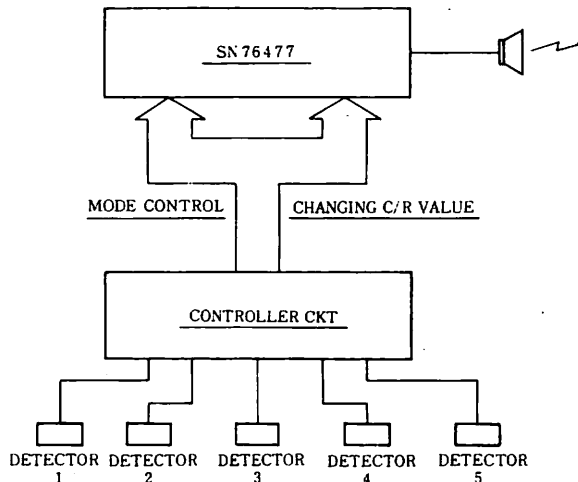 SN76477
MODE CONTROL
CHANGING C/R VALUE
CONTROLLER CKT
DETECTOR
1
DETECTOR
2
DETECTOR
3
DETECTOR
4
DETECTOR
5